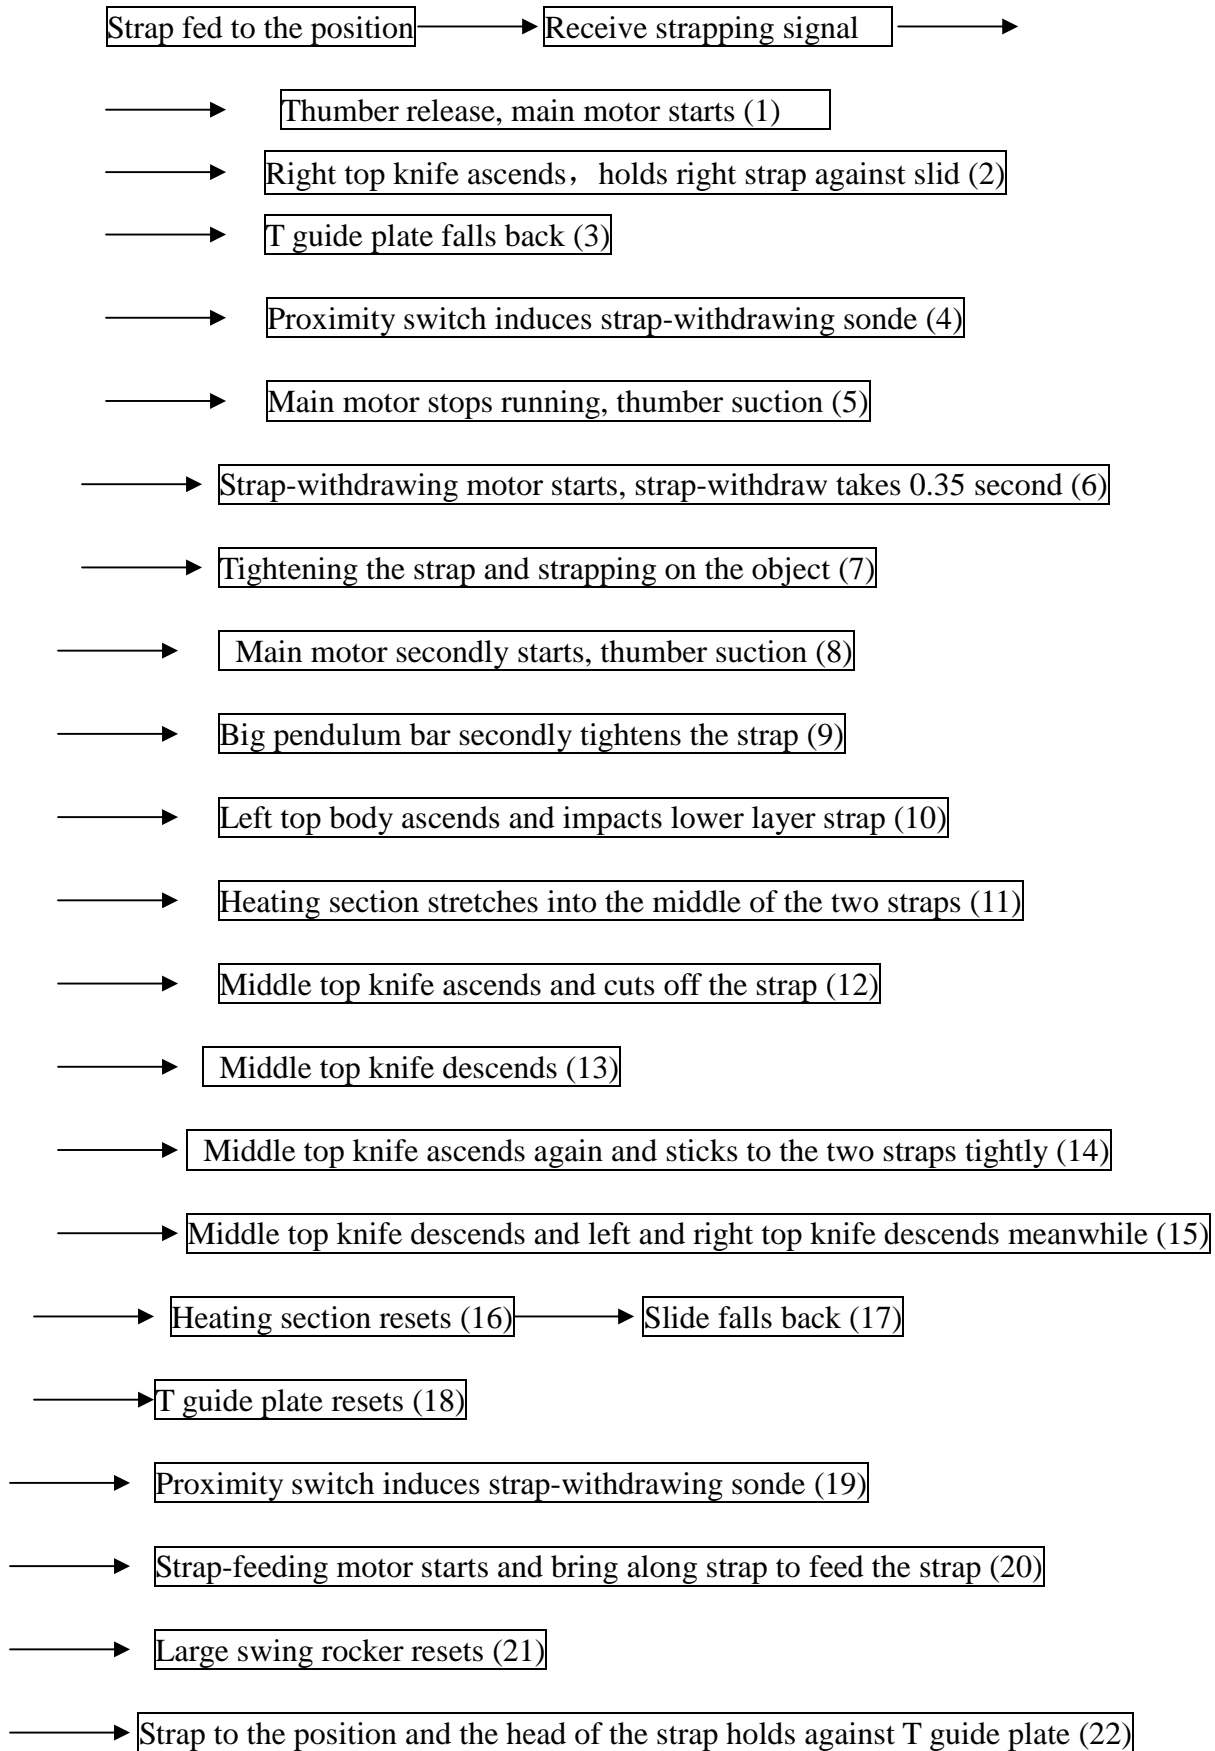 Strap fed to the position Receive strapping signal
Thumber release, main motor starts (1)
Right top knife ascends，holds right strap against slid (2)
T guide plate falls back (3)
Proximity switch induces strap-withdrawing sonde (4)
Main motor stops running, thumber suction (5)
Strap-withdrawing motor starts, strap-withdraw takes 0.35 second (6)
Tightening the strap and strapping on the object (7)
Main motor secondly starts, thumber suction (8)
Big pendulum bar secondly tightens the strap (9)
Left top body ascends and impacts lower layer strap (10)
Heating section stretches into the middle of the two straps (11)
Middle top knife ascends and cuts off the strap (12)
Middle top knife descends (13)
Middle top knife ascends again and sticks to the two straps tightly (14)
Middle top knife descends and left and right top knife descends meanwhile (15)
Heating section resets (16) Slide falls back (17)
T guide plate resets (18)
Proximity switch induces strap-withdrawing sonde (19)
Strap-feeding motor starts and bring along strap to feed the strap (20)
Large swing rocker resets (21)
Strap to the position and the head of the strap holds against T guide plate (22)